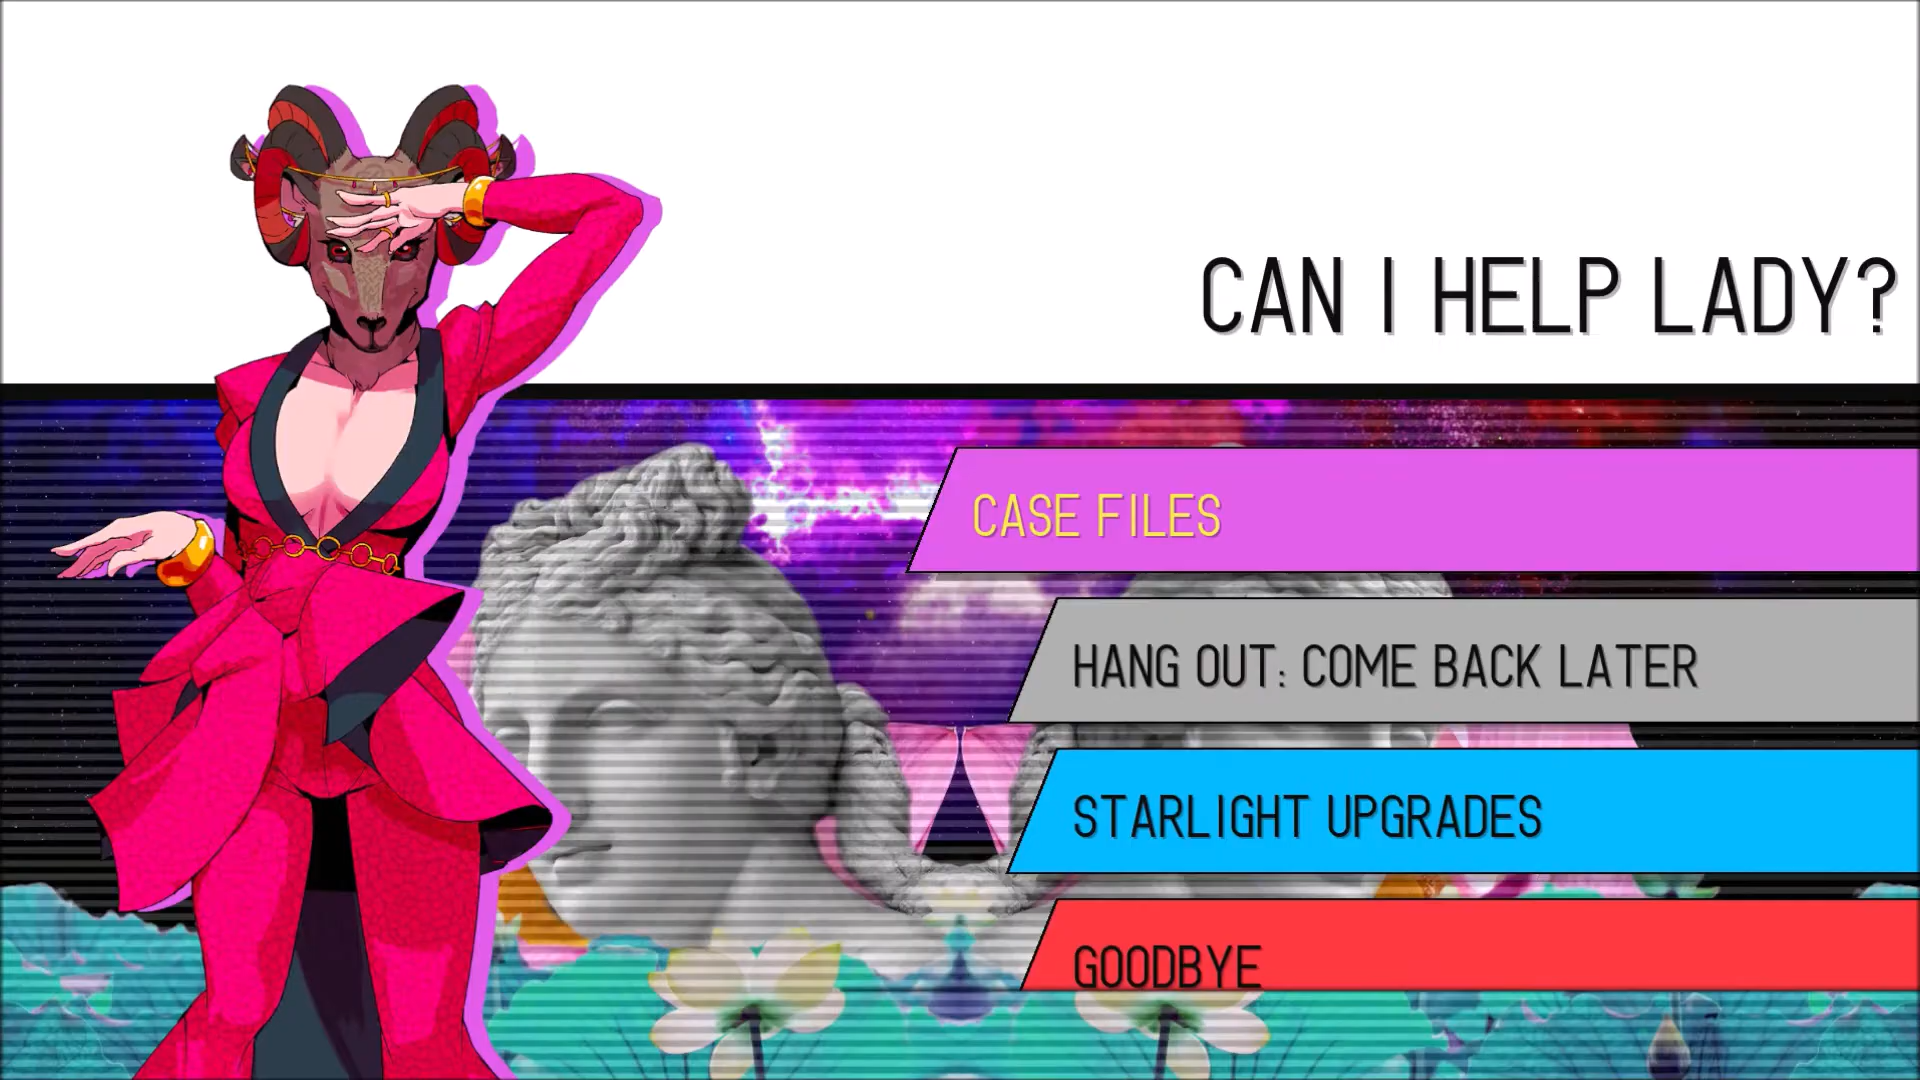 CAN I HELP LADY?
CASE FILES
HANG OUT: COME BACK LATER
STARLIGHT UPGRADES
GOODBYE